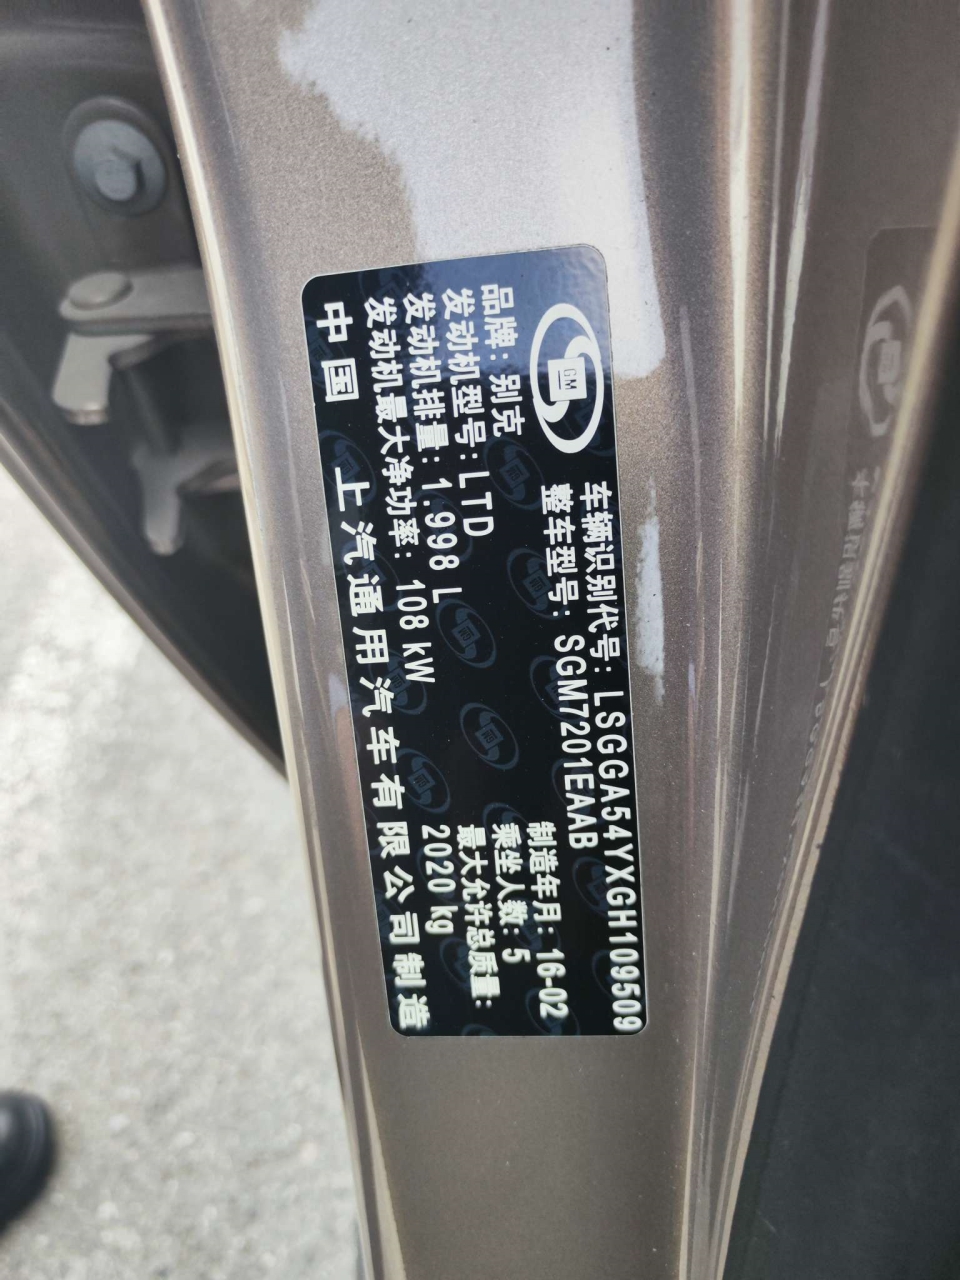 GM
车辆识别代号: LSGGA54YXGH109509
整车型号: SGM7201EAAB
品牌: 别克
制造年月: 16-02
发动机型号: LTD
乘坐人数: 5
发动机排量: 1.998 L
最大允许总质量:
2020 kg
发动机最大净功率: 108 kW
中国 上汽通用汽车有限公司制造